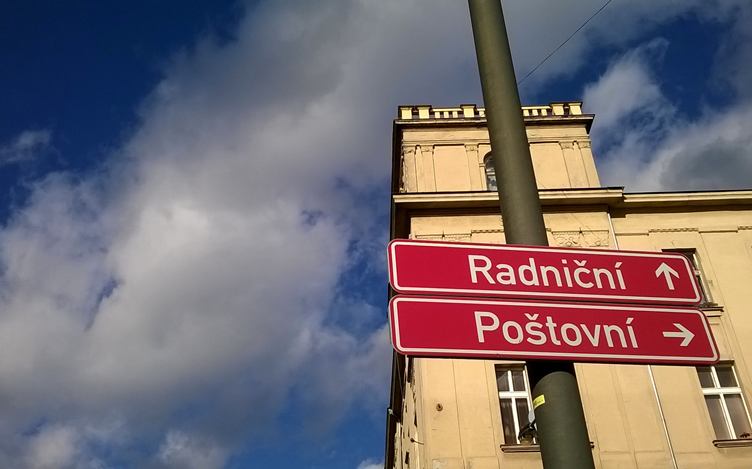 Radniční ↑
Poštovní →